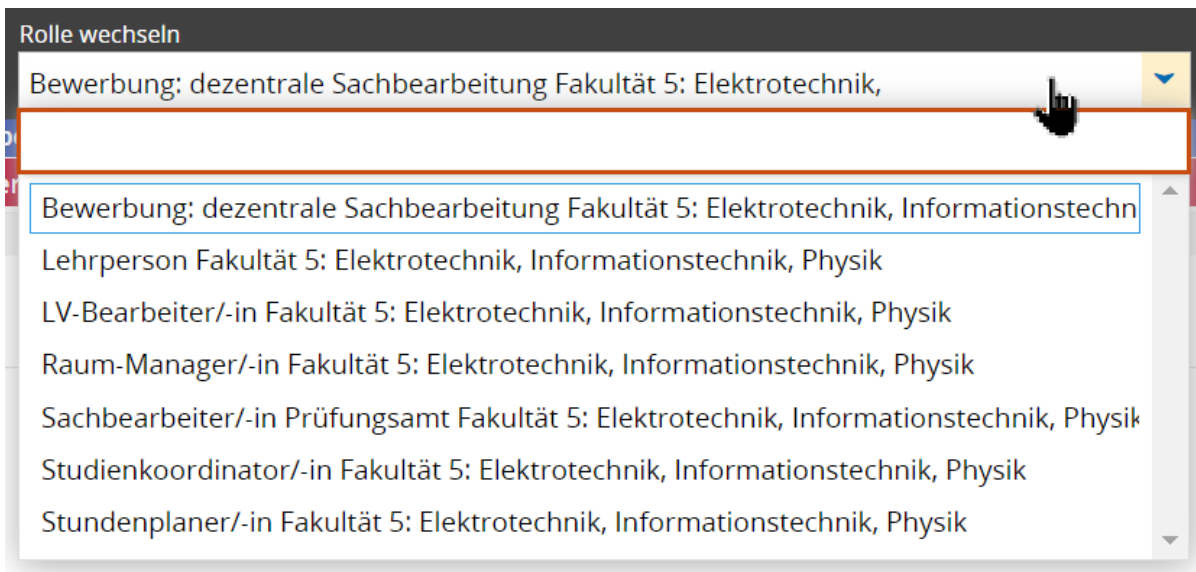 Rolle wechseln
Bewerbung: dezentrale Sachbearbeitung Fakultät 5: Elektrotechnik,
Bewerbung: dezentrale Sachbearbeitung Fakultät 5: Elektrotechnik, Informationstechn
Lehrperson Fakultät 5: Elektrotechnik, Informationstechnik, Physik
LV-Bearbeiter/-in Fakultät 5: Elektrotechnik, Informationstechnik, Physik
Raum-Manager/-in Fakultät 5: Elektrotechnik, Informationstechnik, Physik
Sachbearbeiter/-in Prüfungsamt Fakultät 5: Elektrotechnik, Informationstechnik, Physik
Studienkoordinator/-in Fakultät 5: Elektrotechnik, Informationstechnik, Physik
Stundenplaner/-in Fakultät 5: Elektrotechnik, Informationstechnik, Physik